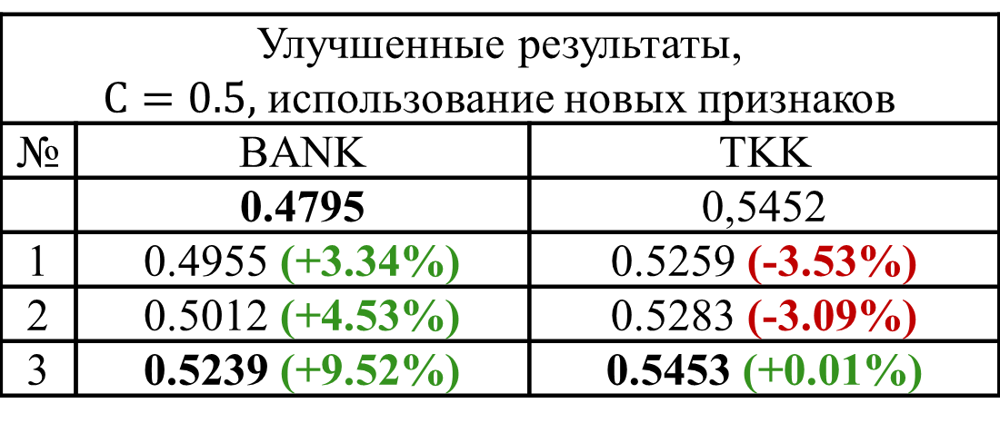 Улучшенные результаты,
C = 0.5, использование новых признаков
№ BANK TKK
0.4795 0,5452
1 0.4955 (+3.34%) 0.5259 (-3.53%)
2 0.5012 (+4.53%) 0.5283 (-3.09%)
3 0.5239 (+9.52%) 0.5453 (+0.01%)